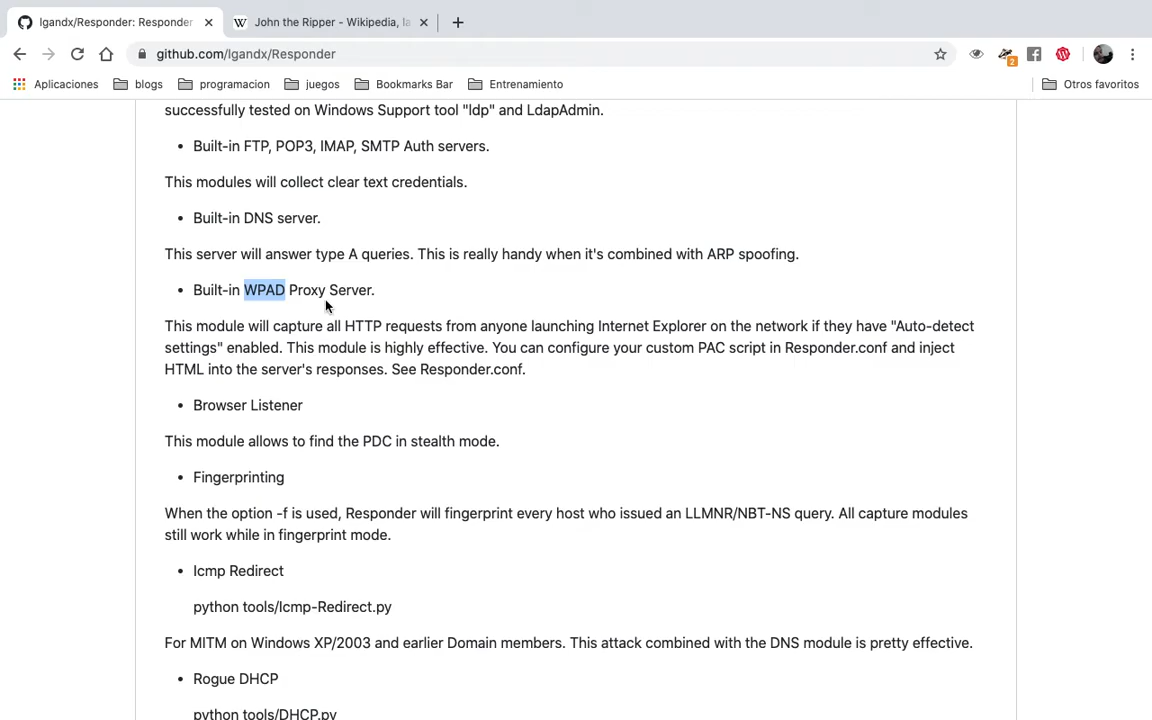 lgandx/Responder: Responder
John the Ripper - Wikipedia, la
github.com/lgandx/Responder
2
Aplicaciones
blogs
programacion
juegos
Bookmarks Bar
Entrenamiento
Otros favoritos
successfully tested on Windows Support tool "ldp" and LdapAdmin.
• Built-in FTP, POP3, IMAP, SMTP Auth servers.
This modules will collect clear text credentials.
• Built-in DNS server.
This server will answer type A queries. This is really handy when it's combined with ARP spoofing.
• Built-in WPAD Proxy Server.
This module will capture all HTTP requests from anyone launching Internet Explorer on the network if they have "Auto-detect
settings" enabled. This module is highly effective. You can configure your custom PAC script in Responder.conf and inject
HTML into the server's responses. See Responder.conf.
• Browser Listener
This module allows to find the PDC in stealth mode.
• Fingerprinting
When the option -f is used, Responder will fingerprint every host who issued an LLMNR/NBT-NS query. All capture modules
still work while in fingerprint mode.
• Icmp Redirect
python tools/Icmp-Redirect.py
For MITM on Windows XP/2003 and earlier Domain members. This attack combined with the DNS module is pretty effective.
• Rogue DHCP
python tools/DHCP.py